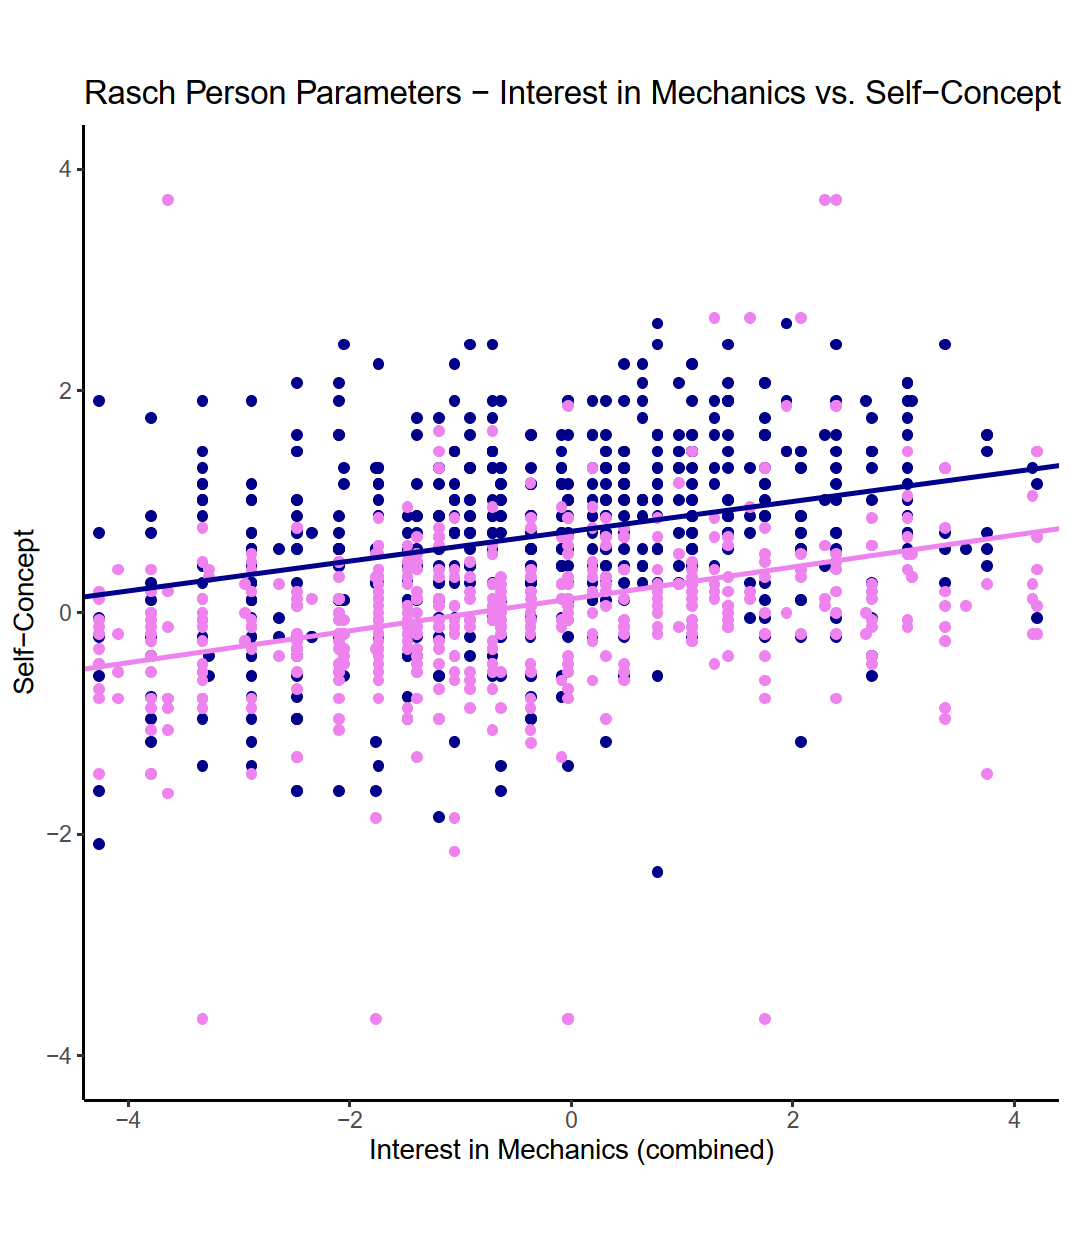 Rasch Person Parameters − Interest in Mechanics vs. Self−Concept
4
2
0
−2
−4
Self−Concept
−4 −2 0 2 4
Interest in Mechanics (combined)